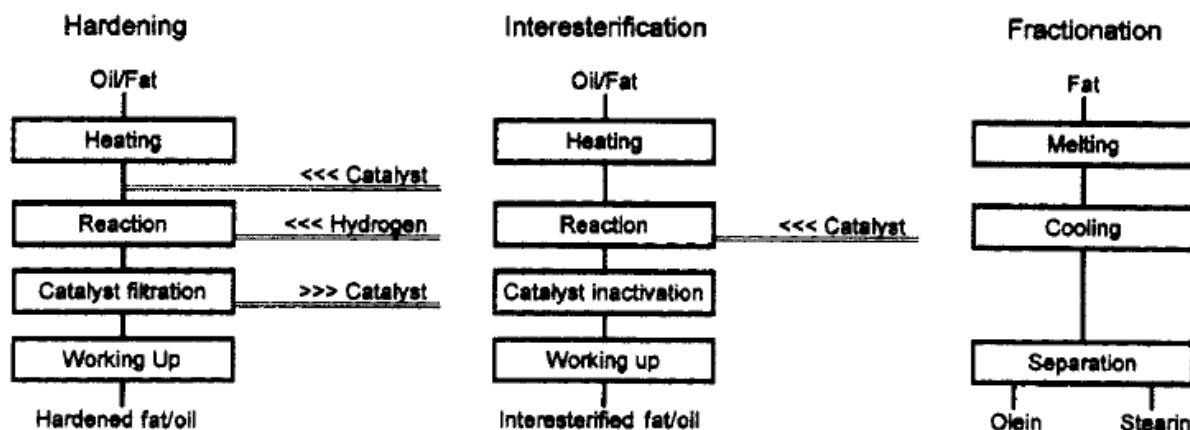 Hardening
Oil/Fat
Heating
<<< Catalyst
Reaction
<<< Hydrogen
Catalyst filtration
>>> Catalyst
Working Up
Hardened fat/oil
Interesterification
Oil/Fat
Heating
Reaction
<<< Catalyst
Catalyst inactivation
Working up
Interesterified fat/oil
Fractionation
Fat
Melting
Cooling
Separation
Olein
Stearin